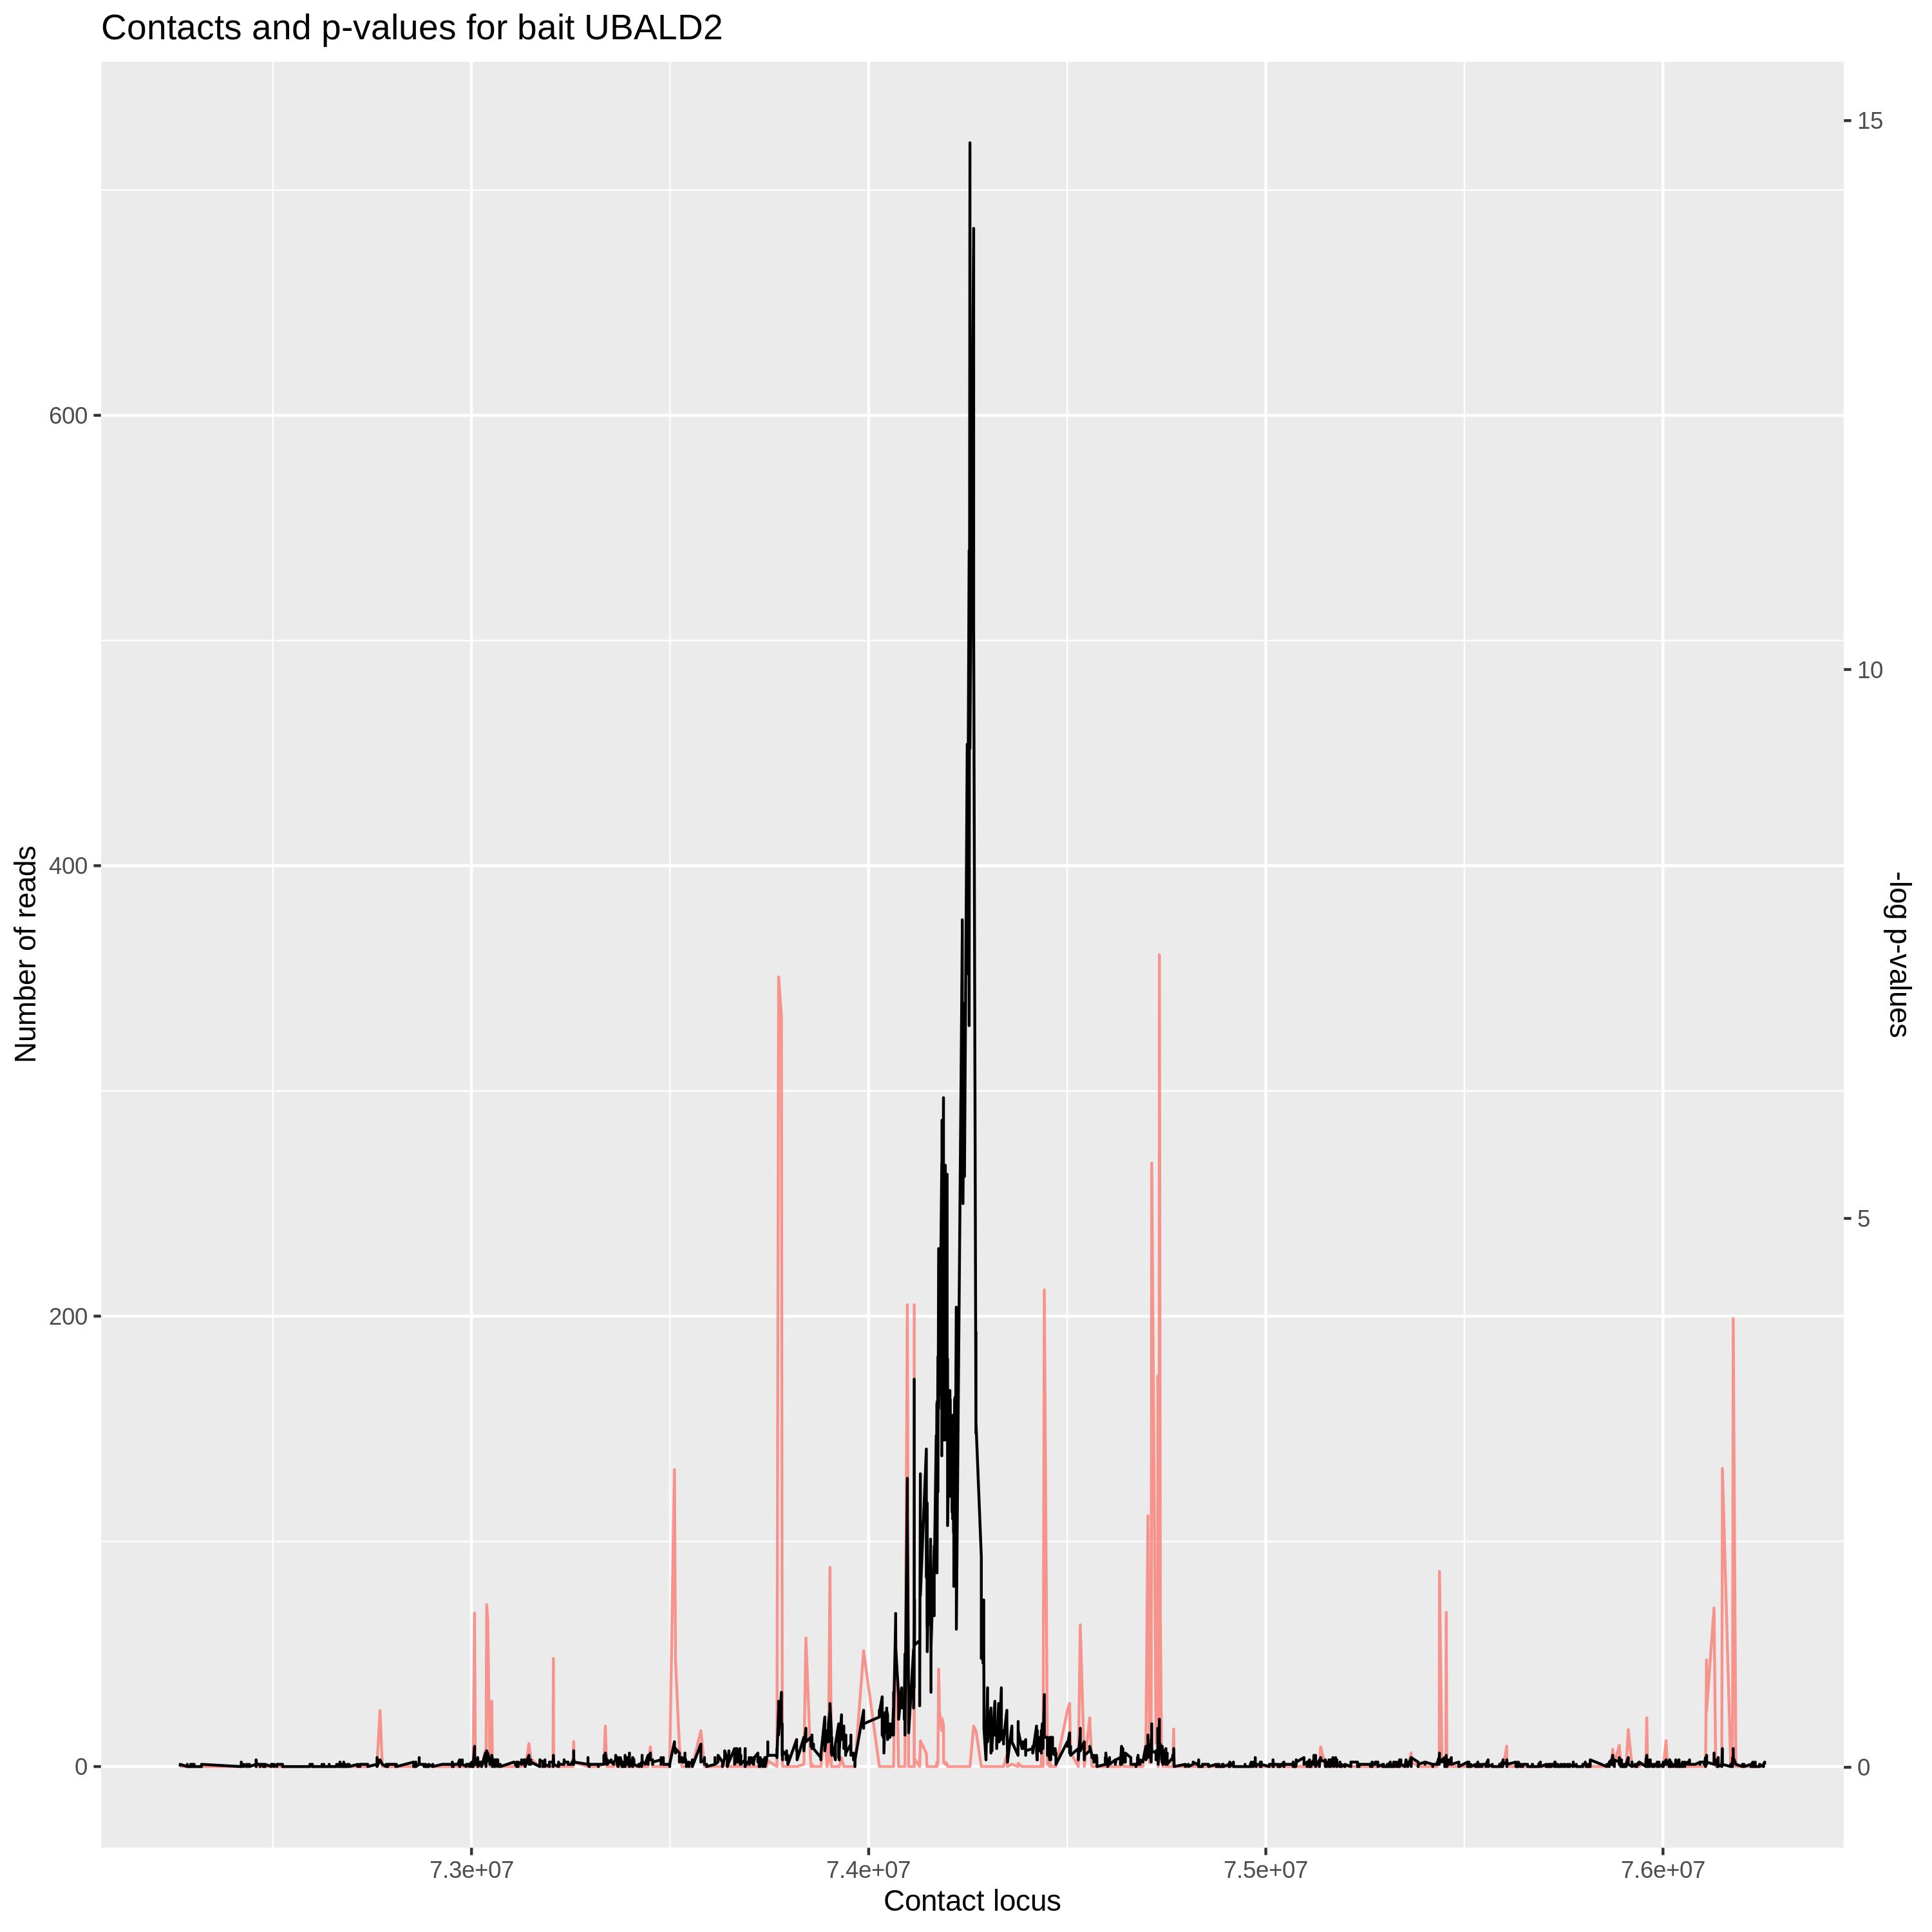 Contacts and p-values for bait UBALD2
15
600
10
400
Number of reads
-log p-values
5
200
0
0
7.3e+07
7.4e+07
7.5e+07
7.6e+07
Contact locus